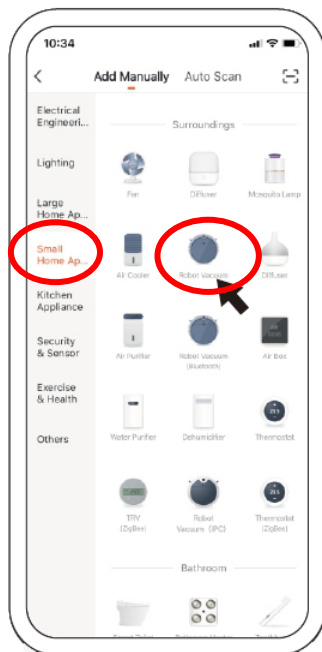 10:34
Add Manually Auto Scan
Electrical
Engineeri...
Lighting
Large
Home Ap...
Small
Home Ap...
Kitchen
Appliance
Security
& Sensor
Exercise
& Health
Others
Surroundings
Fan Diffuser Mosquito Lamp
Air Cooler Robot Vacuum Diffuser
Air Purifier Robot Vacuum Air Box
(Bluetooth)
Water Purifier Dehumidifier Thermostat
TRV Robot Thermostat
(ZigBee) Vacuum (IPC) (ZigBee)
Bathroom